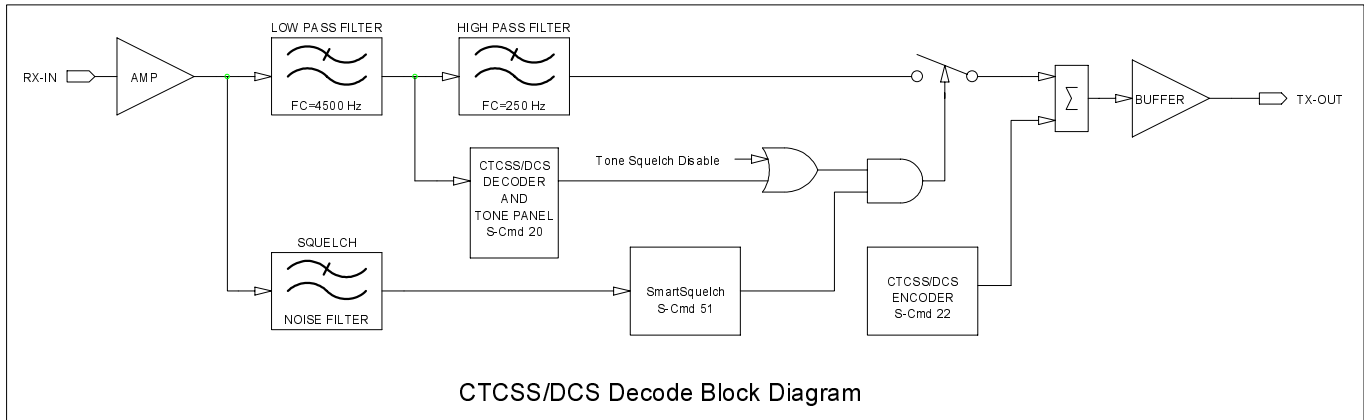 LOW PASS FILTER
HIGH PASS FILTER
RX-IN
AMP
FC=4500 Hz
FC=250 Hz
Σ
BUFFER
TX-OUT
CTCSS/DCS
DECODER
AND
TONE PANEL
S-Cmd 20
Tone Squelch Disable
SQUELCH
NOISE FILTER
SmartSquelch
S-Cmd 51
CTCSS/DCS
ENCODER
S-Cmd 22
CTCSS/DCS Decode Block Diagram